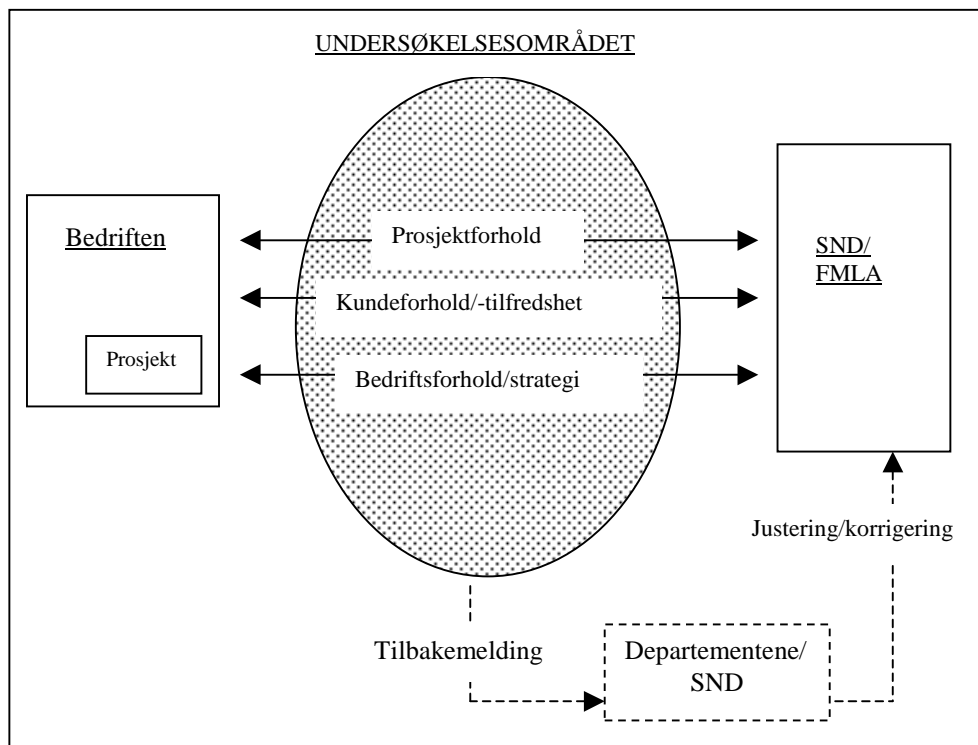 UNDERSØKELSESOMRÅDET
Bedriften
Prosjekt
Prosjektforhold
Kundeforhold/-tilfredshet
Bedriftsforhold/strategi
SND/
FMLA
Justering/korrigering
Tilbakemelding
Departementene/
SND